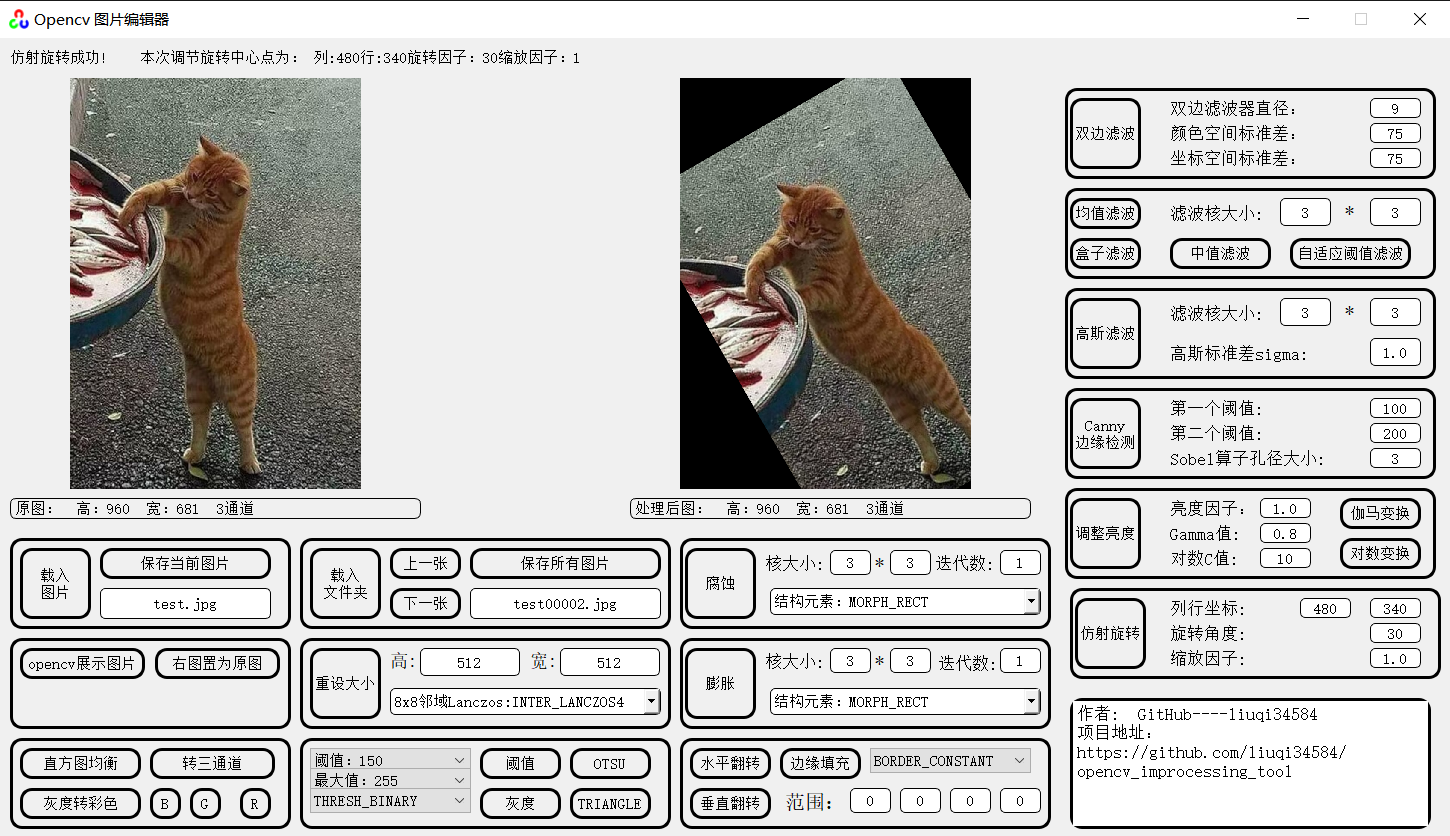 Opencv 图片编辑器
仿射旋转成功！ 本次调节旋转中心点为： 列:480行:340旋转因子：30缩放因子：1
双边滤波
双边滤波器直径： 9
颜色空间标准差： 75
坐标空间标准差： 75
均值滤波 滤波核大小： 3 * 3
盒子滤波 中值滤波 自适应阈值滤波
高斯滤波
滤波核大小： 3 * 3
高斯标准差sigma: 1.0
Canny
边缘检测
第一个阈值: 100
第二个阈值: 200
Sobel算子孔径大小： 3
调整亮度
亮度因子： 1.0 伽马变换
Gamma值： 0.8
对数C值： 10 对数变换
仿射旋转
列行坐标： 480 340
旋转角度： 30
缩放因子： 1.0
作者： GitHub----liuqi34584
项目地址：
https://github.com/liuqi34584/
opencv_improcessing_tool
原图： 高：960 宽：681 3通道
处理后图： 高：960 宽：681 3通道
载入
图片
保存当前图片
test.jpg
载入
文件夹
上一张 保存所有图片
下一张 test00002.jpg
腐蚀
核大小： 3 * 3 迭代数： 1
结构元素：MORPH_RECT
opencv展示图片 右图置为原图
重设大小
高: 512 宽: 512
8x8邻域Lanczos:INTER_LANCZOS4
膨胀
核大小： 3 * 3 迭代数: 1
结构元素：MORPH_RECT
直方图均衡 转三通道
灰度转彩色 B G R
阈值：150
最大值：255
THRESH_BINARY
阈值 OTSU
灰度 TRIANGLE
水平翻转 边缘填充 BORDER_CONSTANT
垂直翻转 范围： 0 0 0 0